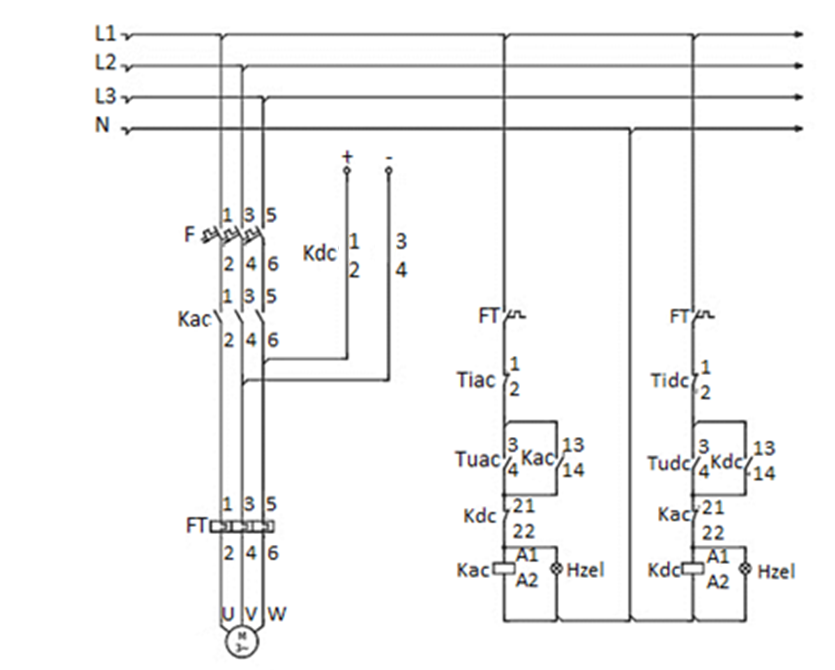 L1
L2
L3
N
+ -
1 3 5
F
2 4 6
Kdc 1 3
2 4
1 3 5
Kac
2 4 6
FT FT
Tiac 1 Tidc 1
2 2
3 13 3 13
Tuac Kac Tudc Kdc
4 14 4 14
1 3 5
FT
2 4 6
Kdc 21 Kac 21
22 22
Kac A1 Hzel Kdc A1 Hzel
A2 A2
U V W
M
3~